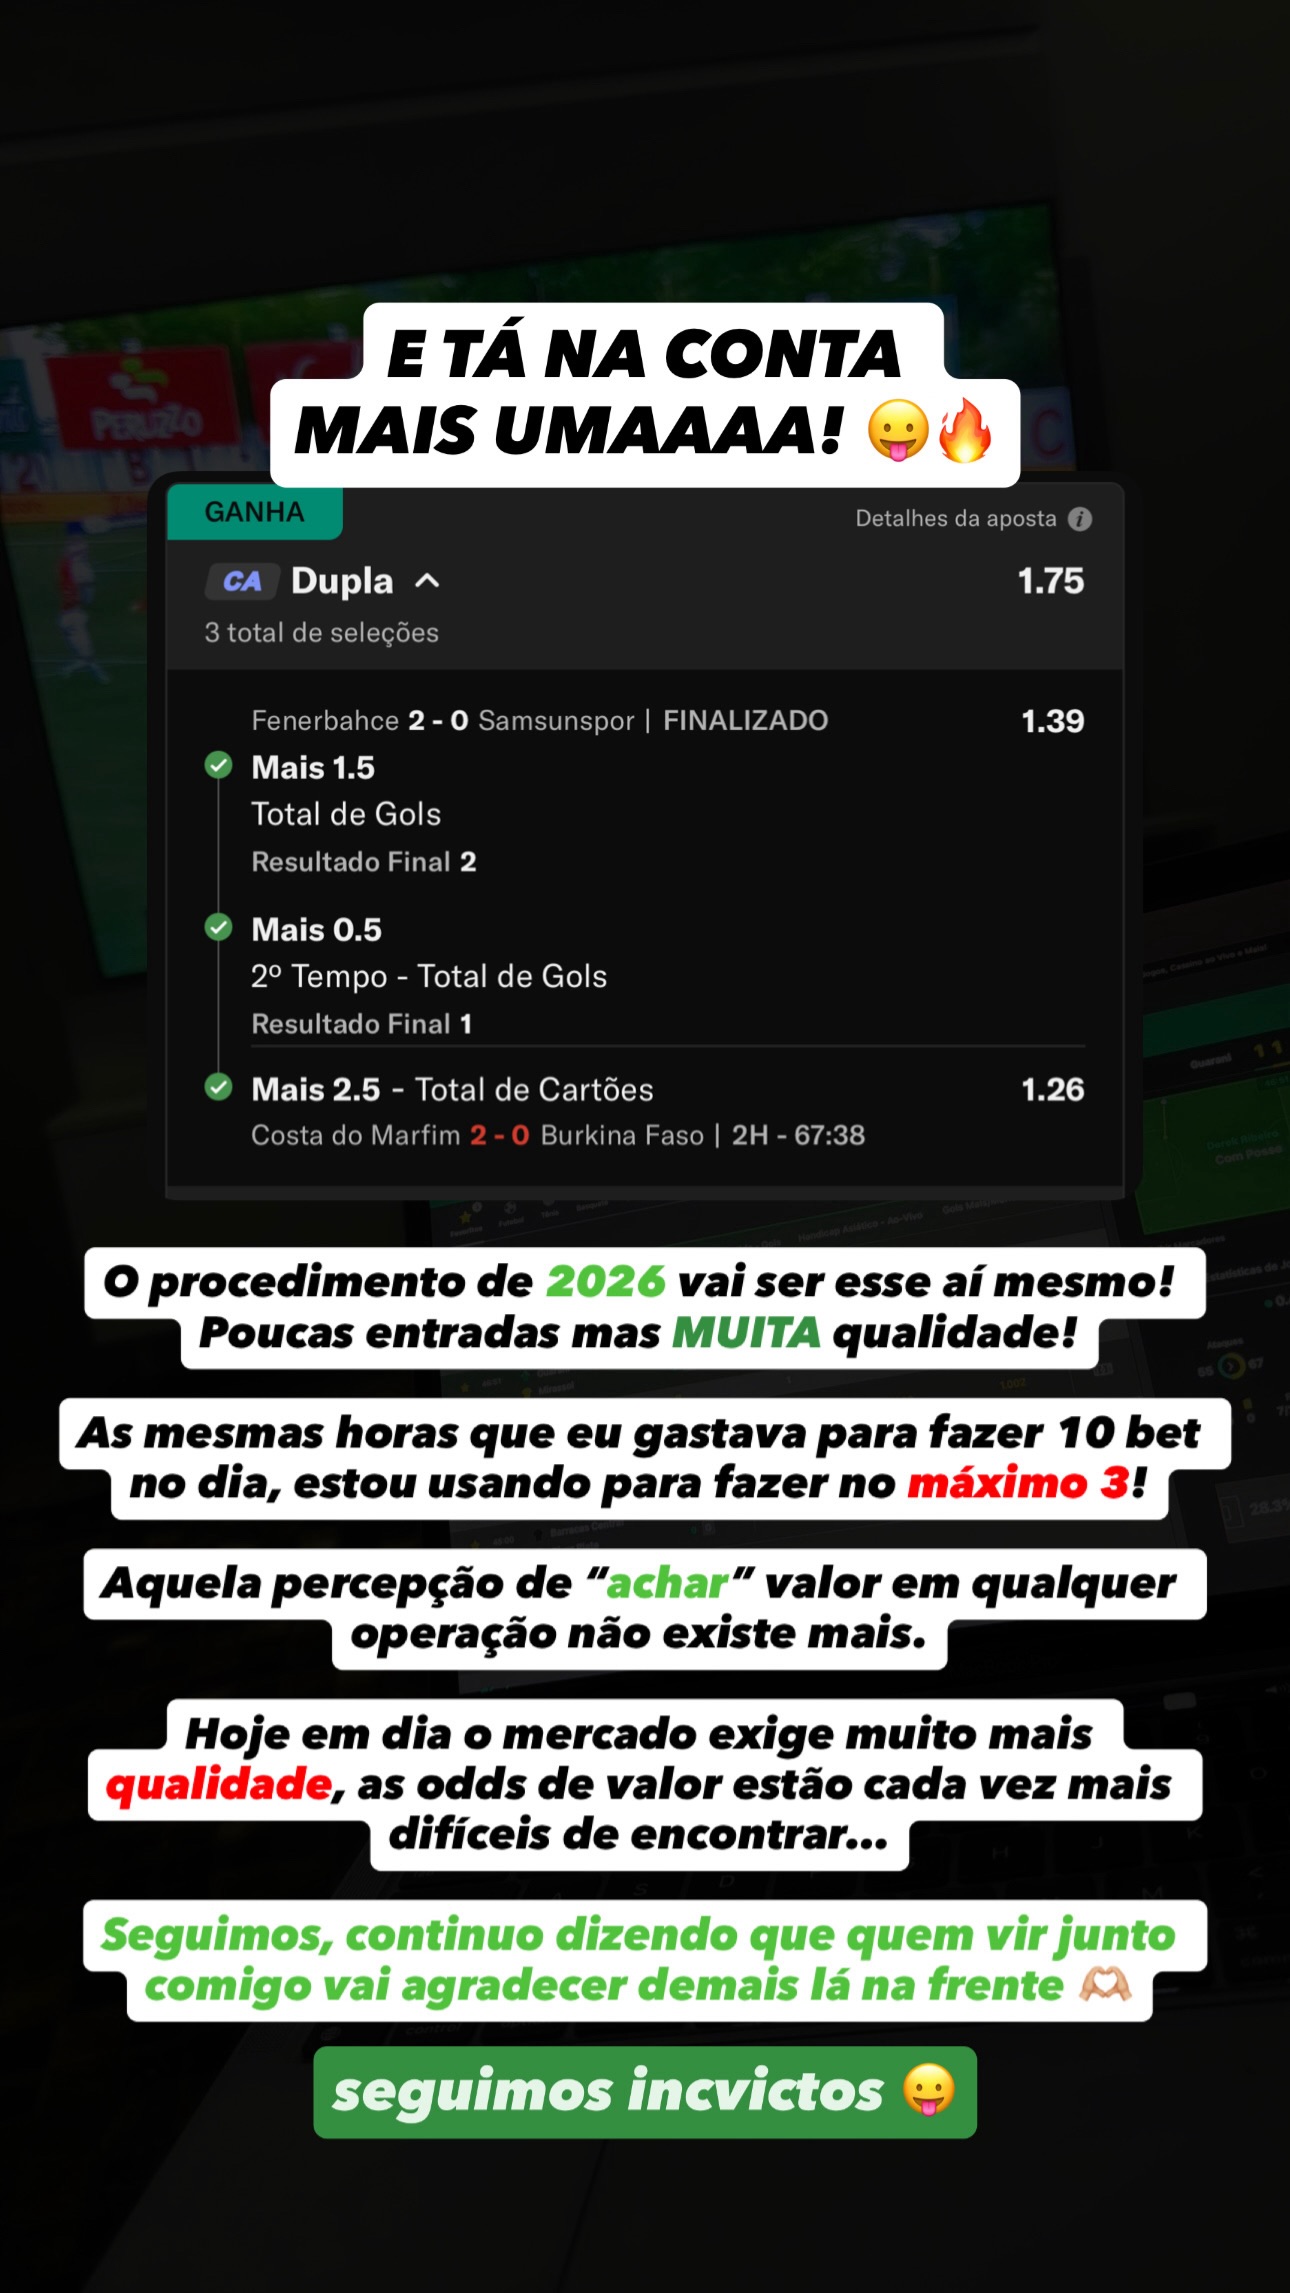 E TÁ NA CONTA
MAIS UMAAAA! 😛🔥
GANHA
Detalhes da aposta i
CA Dupla
1.75
3 total de seleções
Fenerbahce 2 - 0 Samsunspor | FINALIZADO
1.39
Mais 1.5
Total de Gols
Resultado Final 2
Mais 0.5
2º Tempo - Total de Gols
Resultado Final 1
Mais 2.5 - Total de Cartões
1.26
Costa do Marfim 2 - 0 Burkina Faso | 2H - 67:38
O procedimento de 2026 vai ser esse aí mesmo!
Poucas entradas mas MUITA qualidade!
As mesmas horas que eu gastava para fazer 10 bet
no dia, estou usando para fazer no máximo 3!
Aquela percepção de “achar” valor em qualquer
operação não existe mais.
Hoje em dia o mercado exige muito mais
qualidade, as odds de valor estão cada vez mais
difíceis de encontrar...
Seguimos, continuo dizendo que quem vir junto
comigo vai agradecer demais lá na frente 🫶🏼
seguimos incvictos 😛
PERUZZO
Guarani 1 1